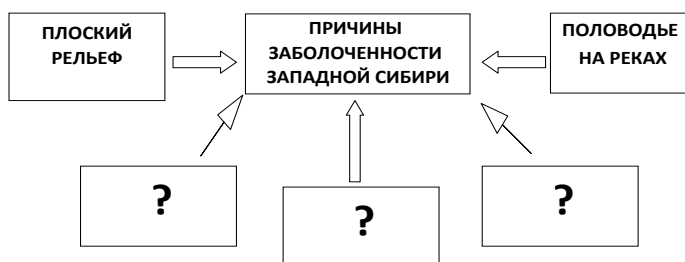 ПЛОСКИЙ
РЕЛЬЕФ
ПРИЧИНЫ
ЗАБОЛОЧЕННОСТИ
ЗАПАДНОЙ СИБИРИ
ПОЛОВОДЬЕ
НА РЕКАХ
?
?
?